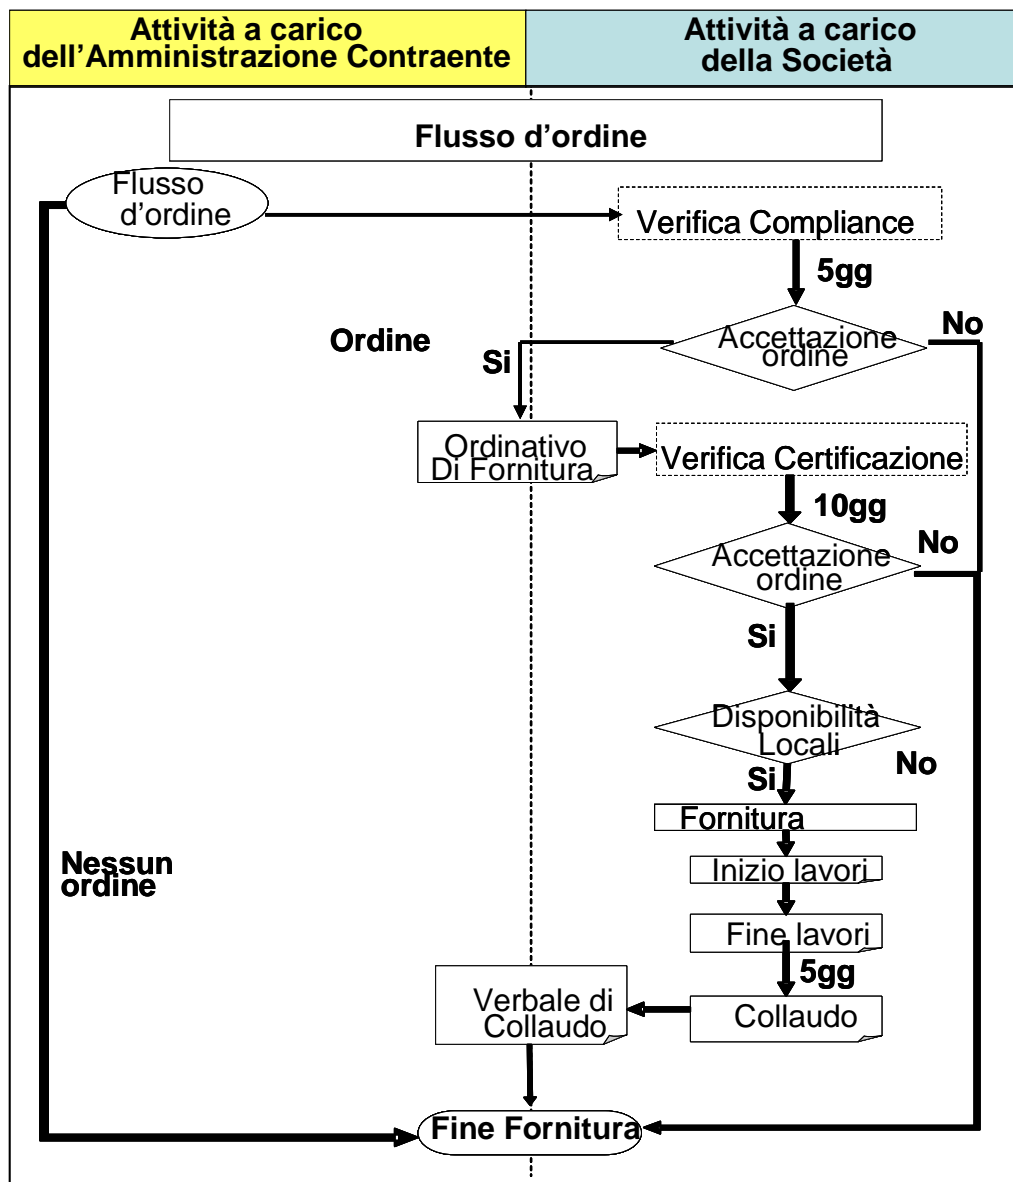 Attività a carico
dell'Amministrazione Contraente
Attività a carico
della Società
Flusso d'ordine
Flusso
d'ordine
Verifica Compliance
5gg
Accettazione
ordine
No
Ordine
Si
Ordinativo
Di Fornitura
Verifica Certificazione
10gg
Accettazione
ordine
No
Si
Disponibilità
Locali
No
Si
Fornitura
Nessun
ordine
Inizio lavori
Fine lavori
5gg
Verbale di
Collaudo
Collaudo
Fine Fornitura